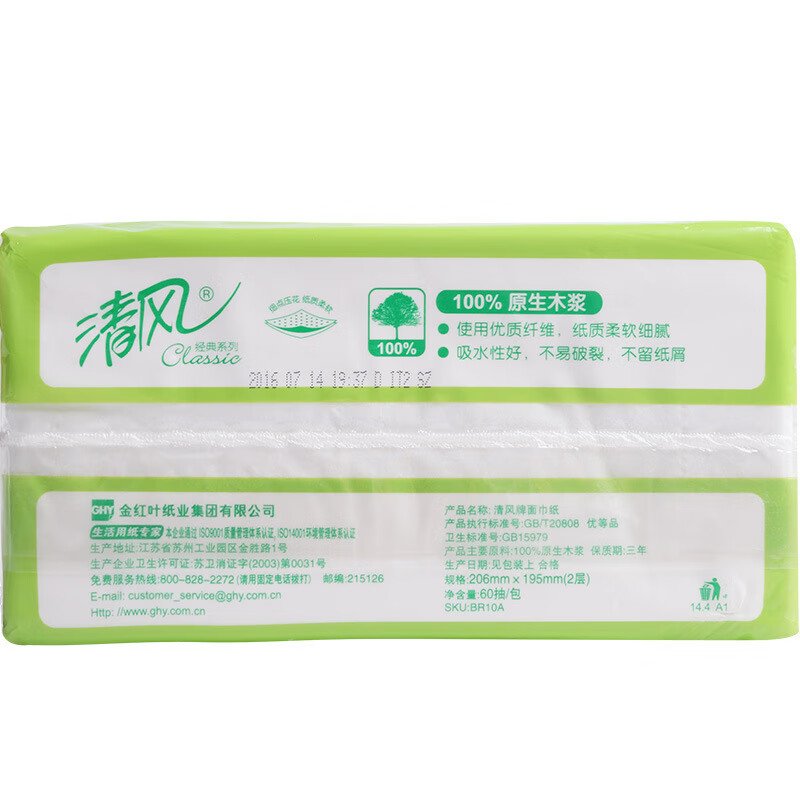 清风®
经典系列
Classic
细点压花 纸质柔软
100%
100% 原生木浆
使用优质纤维，纸质柔软细腻
吸水性好，不易破裂，不留纸屑
2016 07 14 19:37 D IT2 SZ
GHY 金红叶纸业集团有限公司
生活用纸专家 本企业通过 ISO9001质量管理体系认证, ISO14001环境管理体系认证
生产地址:江苏省苏州工业园区金胜路1号
生产企业卫生许可证:苏卫消证字(2003)第0031号
免费服务热线:800-828-2272(请用固定电话拨打) 邮编:215126
E-mail: customer_service@ghy.com.cn
Http: //www.ghy.com.cn
产品名称:清风牌面巾纸
产品执行标准号:GB/T20808 优等品
卫生标准号:GB15979
产品主要原料:100%原生木浆 保质期:三年
生产日期:见包装上 合格
规格:206mm×195mm(2层)
净含量:60抽/包
SKU:BR10A
14.4 A1